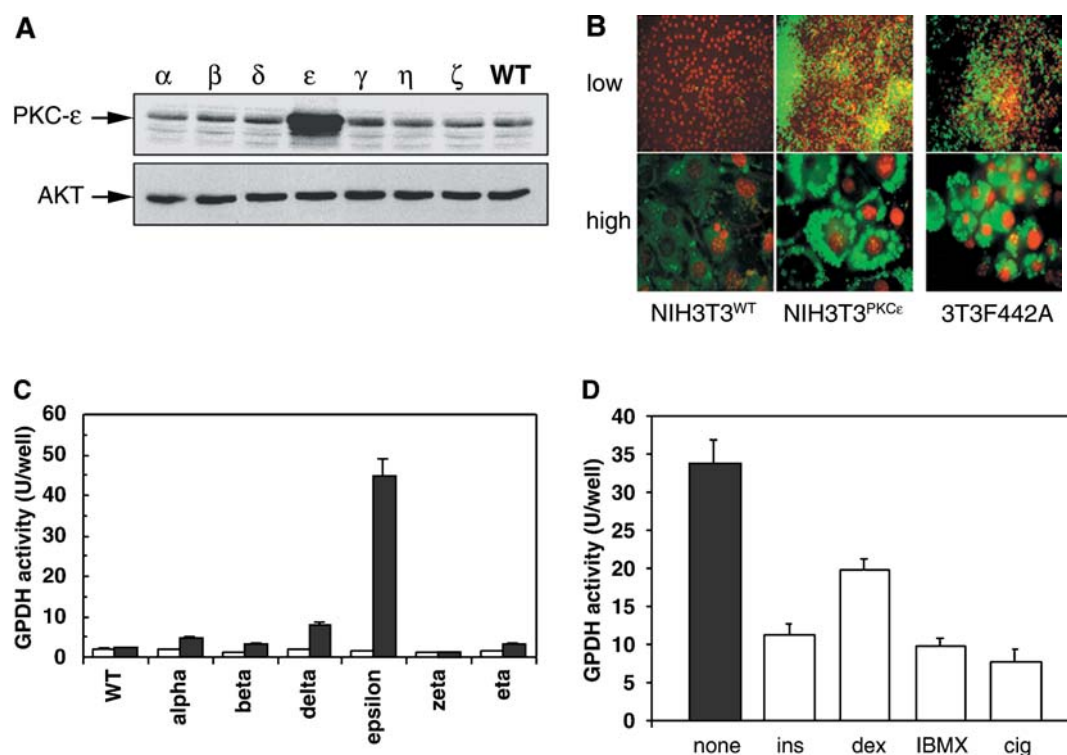 A
α β δ ε γ η ζ WT
PKC-ε
AKT
B
low
high
NIH3T3WT NIH3T3PKCε 3T3F442A
C
GPDH activity (U/well)
60
50
40
30
20
10
0
WT alpha beta delta epsilon zeta eta
D
GPDH activity (U/well)
40
35
30
25
20
15
10
5
0
none ins dex IBMX cig